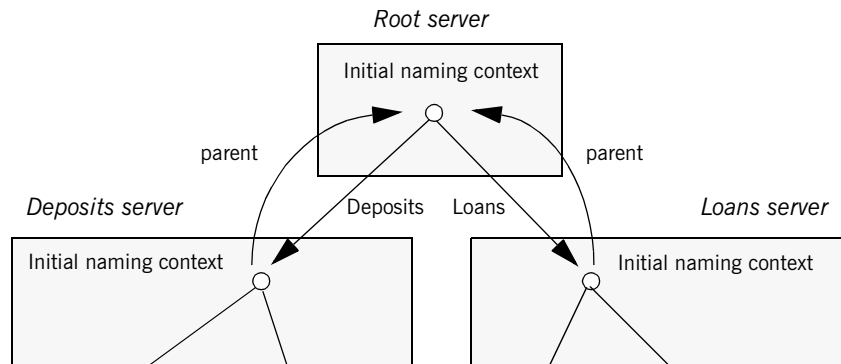 Root server
Initial naming context
parent
parent
Deposits server
Deposits
Loans
Loans server
Initial naming context
Initial naming context